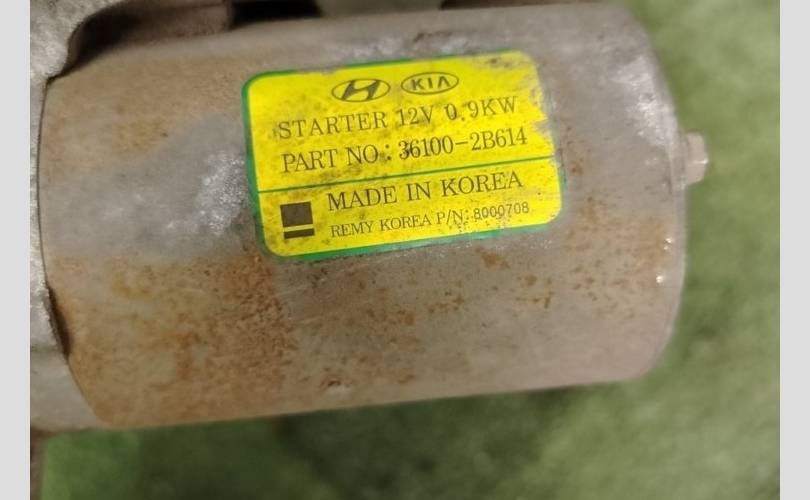 KIA
STARTER 12V 0.9KW
PART NO: 36100-2B614
MADE IN KOREA
REMY KOREA P/N: 8000708